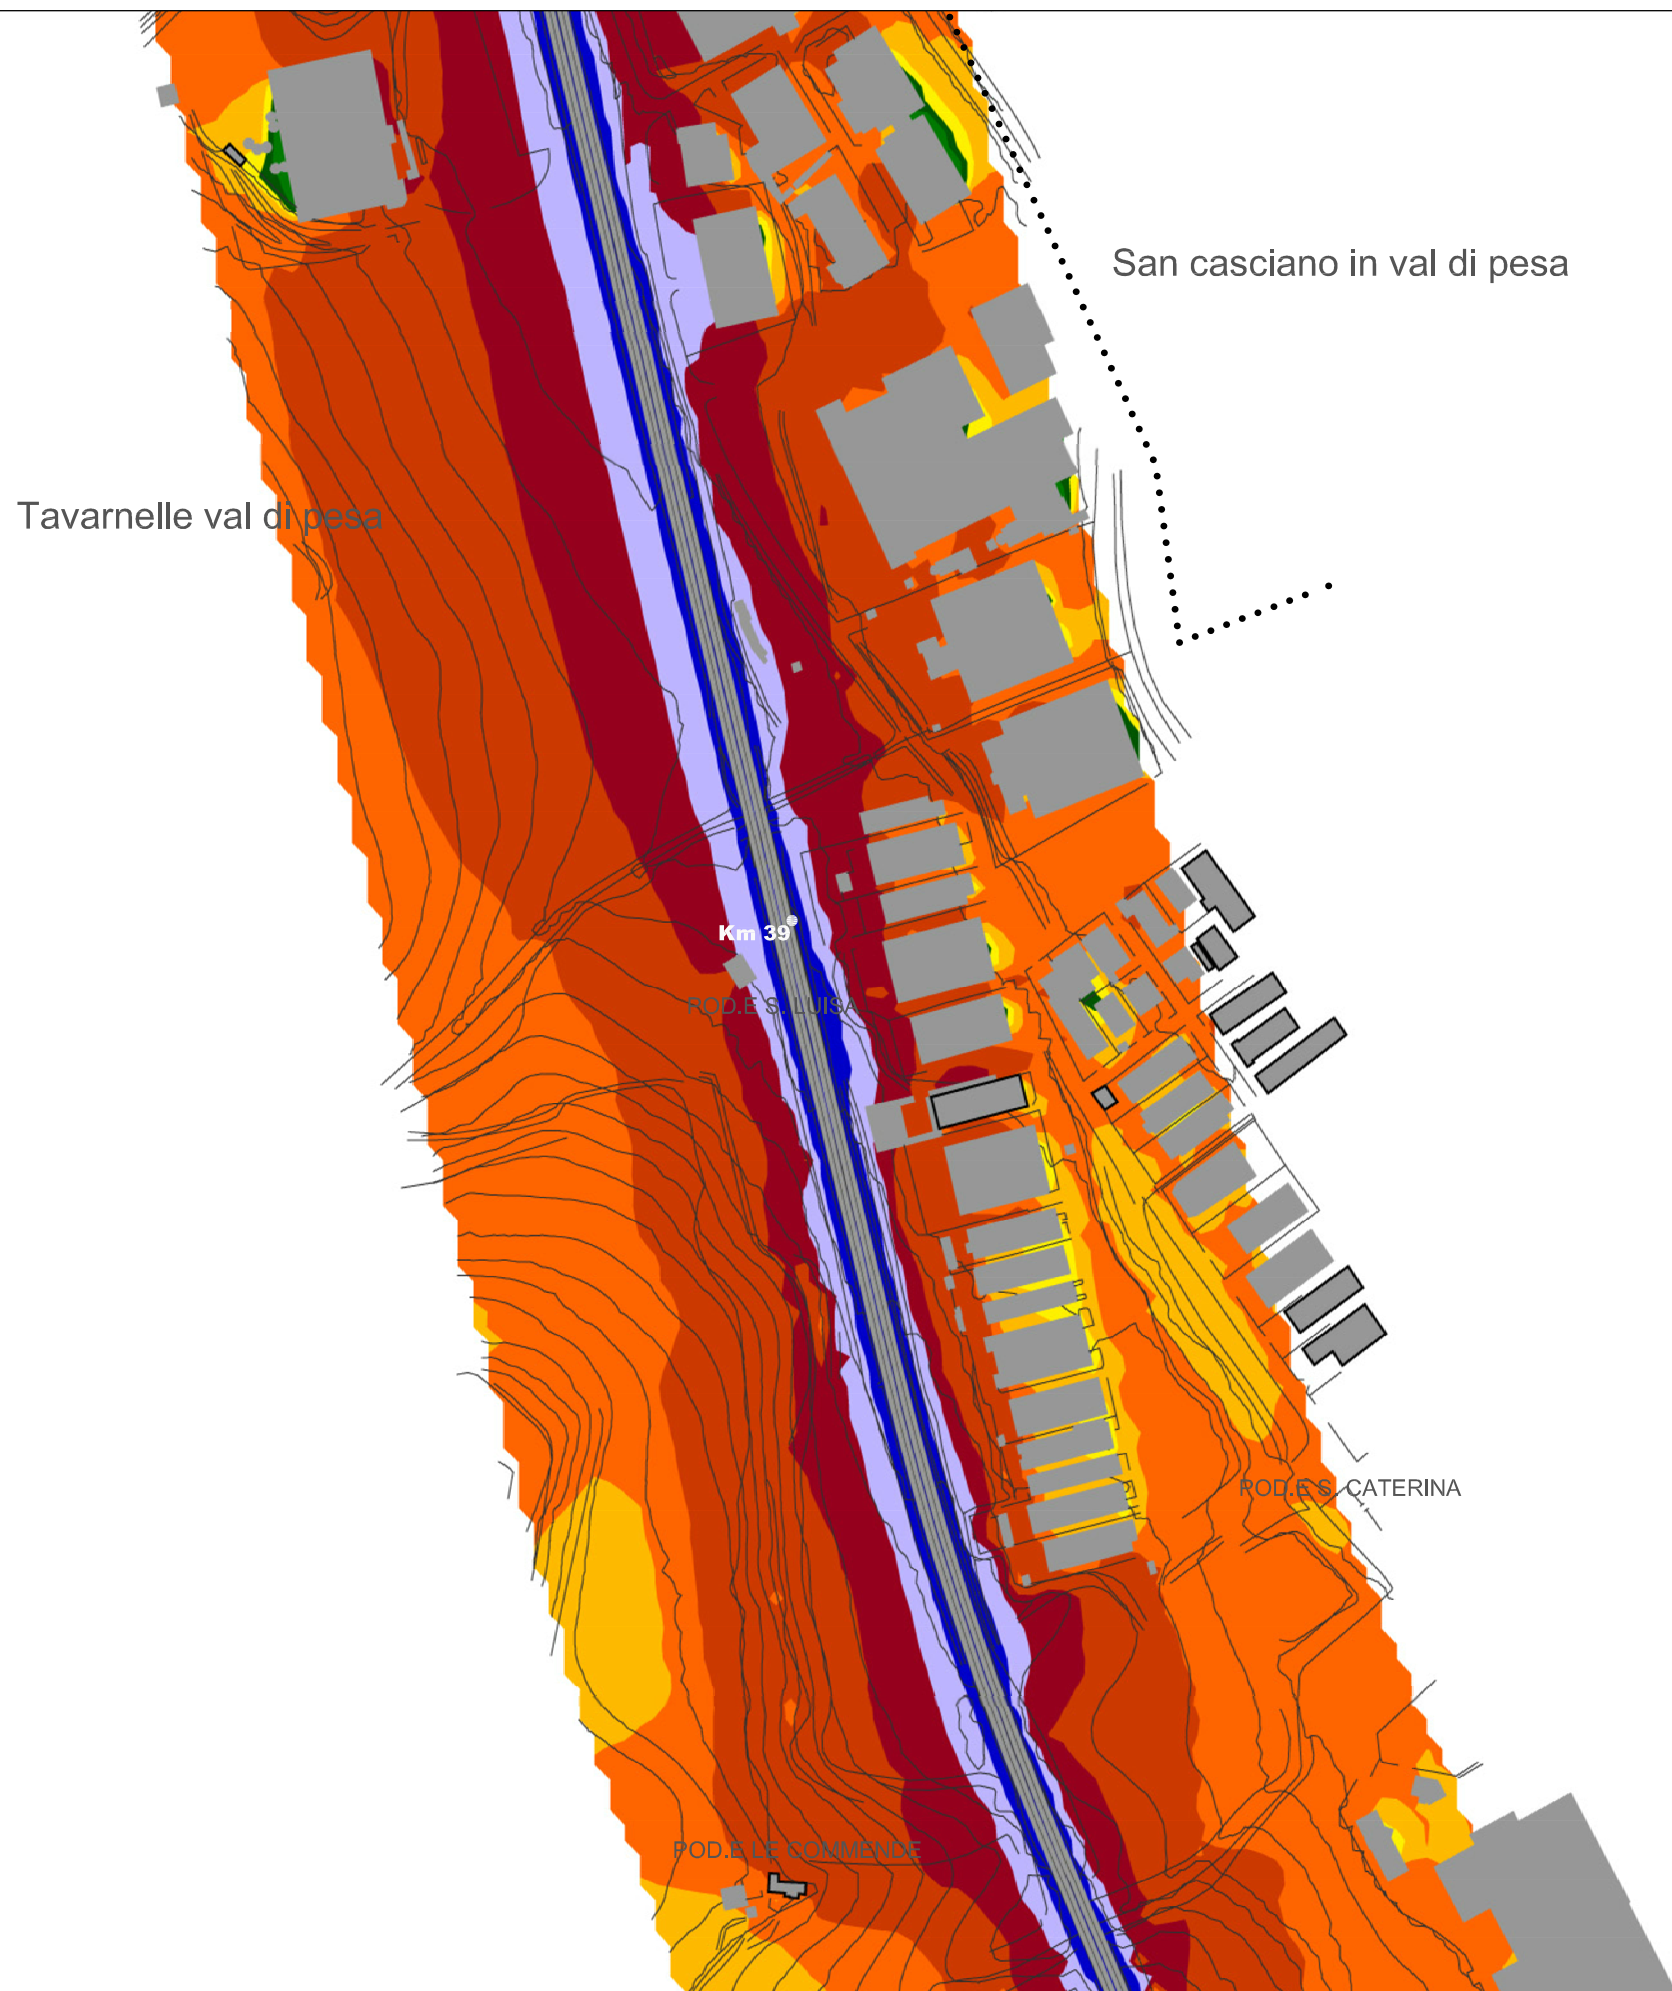 San casciano in val di pesa
Tavarnelle val di pesa
Km 39
POD.E S. LUISA
POD.E S. CATERINA
POD.E LE COMMENDE